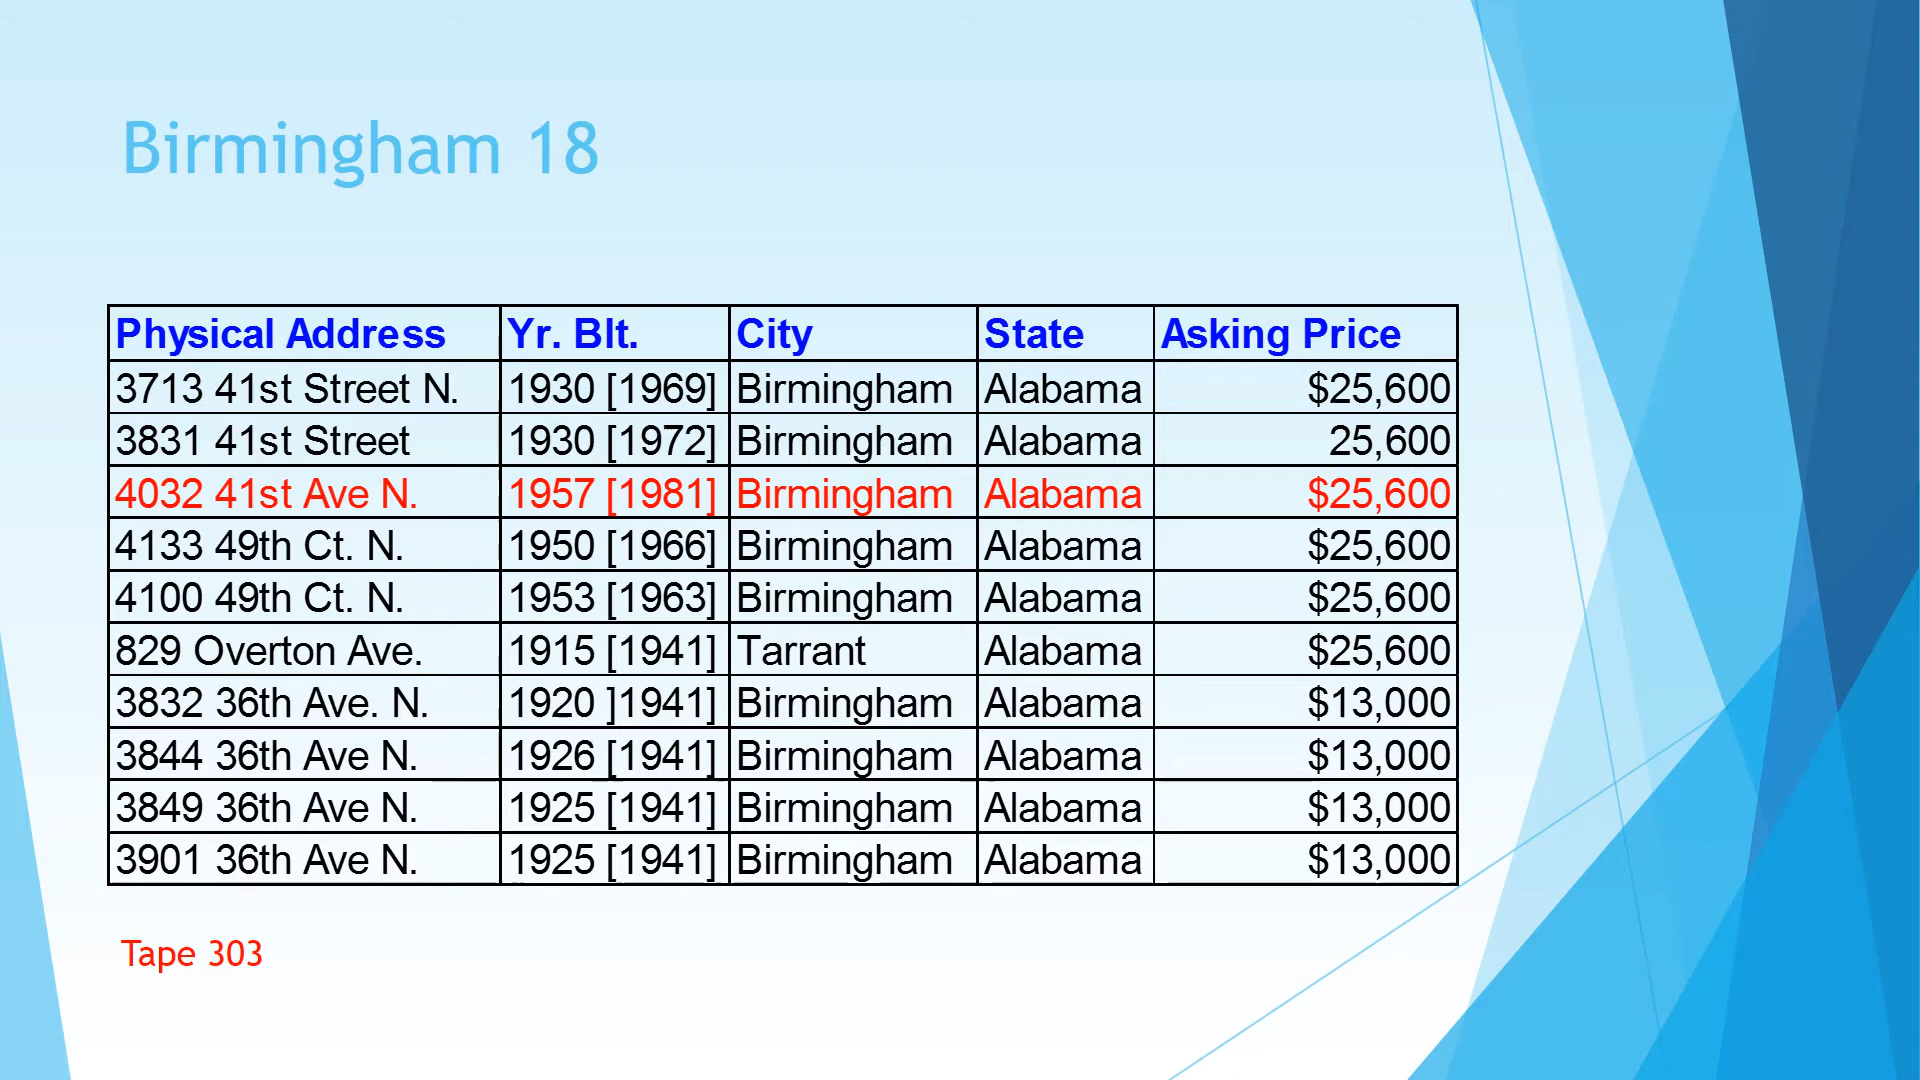 Birmingham 18
Physical Address Yr. Blt. City State Asking Price
3713 41st Street N. 1930 [1969] Birmingham Alabama $25,600
3831 41st Street 1930 [1972] Birmingham Alabama 25,600
4032 41st Ave N. 1957 [1981] Birmingham Alabama $25,600
4133 49th Ct. N. 1950 [1966] Birmingham Alabama $25,600
4100 49th Ct. N. 1953 [1963] Birmingham Alabama $25,600
829 Overton Ave. 1915 [1941] Tarrant Alabama $25,600
3832 36th Ave. N. 1920 ]1941] Birmingham Alabama $13,000
3844 36th Ave N. 1926 [1941] Birmingham Alabama $13,000
3849 36th Ave N. 1925 [1941] Birmingham Alabama $13,000
3901 36th Ave N. 1925 [1941] Birmingham Alabama $13,000
Tape 303